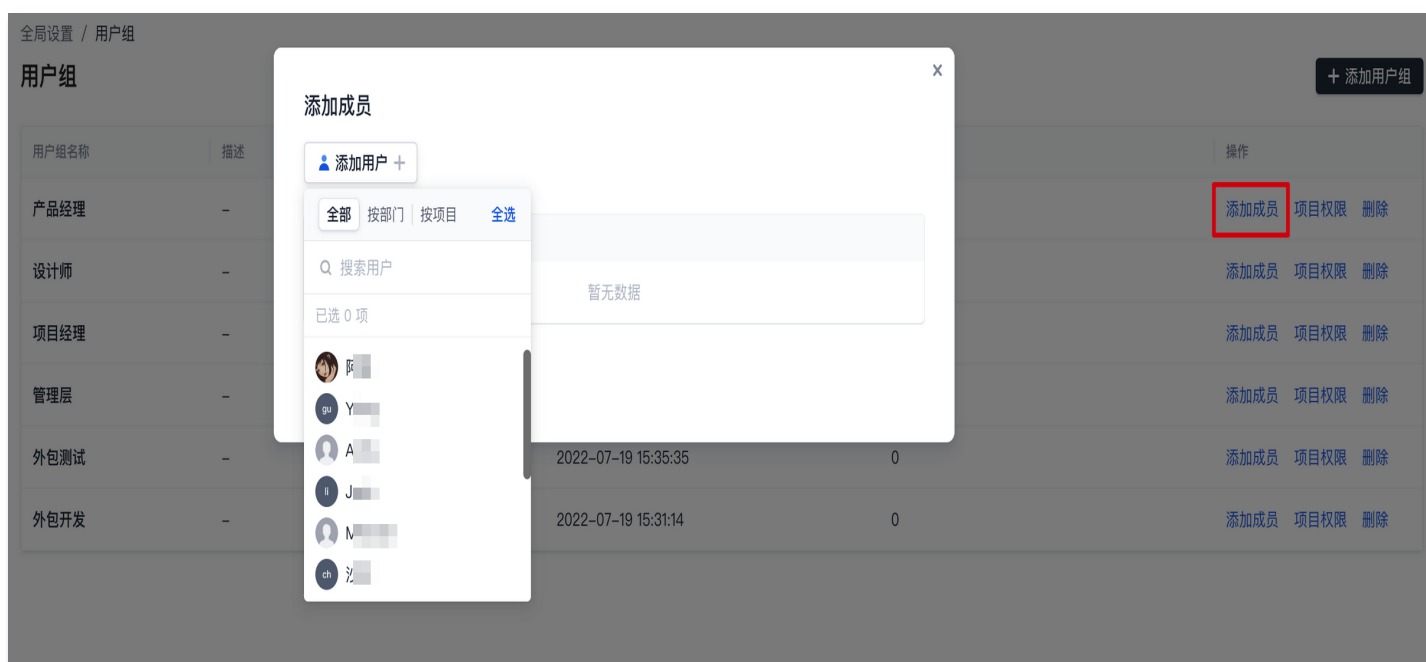 全局设置 / 用户组
用户组
+ 添加用户组
用户组名称 描述 操作
产品经理 – 添加成员 项目权限 删除
设计师 – 添加成员 项目权限 删除
项目经理 – 添加成员 项目权限 删除
管理层 – 添加成员 项目权限 删除
外包测试 – 2022-07-19 15:35:35 0 添加成员 项目权限 删除
外包开发 – 2022-07-19 15:31:14 0 添加成员 项目权限 删除
x
添加成员
添加用户 +
全部 按部门 按项目 全选
搜索用户
已选 0 项
暂无数据
gu Y
A
li J
M
ch